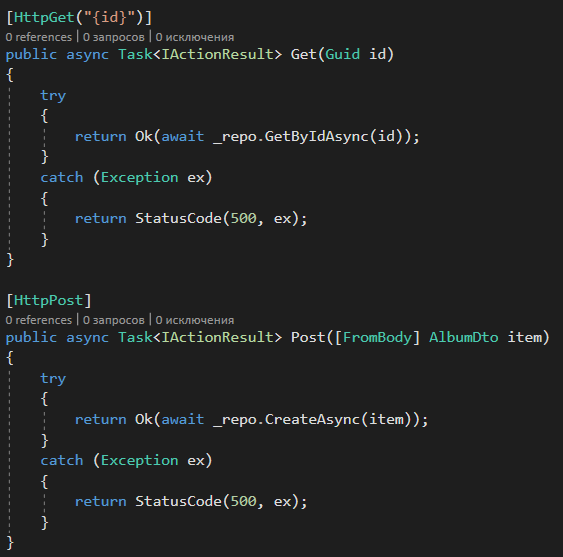 [HttpGet("{id}")]
0 references | 0 запросов | 0 исключения
public async Task<IActionResult> Get(Guid id)
{
    try
    {
        return Ok(await _repo.GetByIdAsync(id));
    }
    catch (Exception ex)
    {
        return StatusCode(500, ex);
    }
}

[HttpPost]
0 references | 0 запросов | 0 исключения
public async Task<IActionResult> Post([FromBody] AlbumDto item)
{
    try
    {
        return Ok(await _repo.CreateAsync(item));
    }
    catch (Exception ex)
    {
        return StatusCode(500, ex);
    }
}